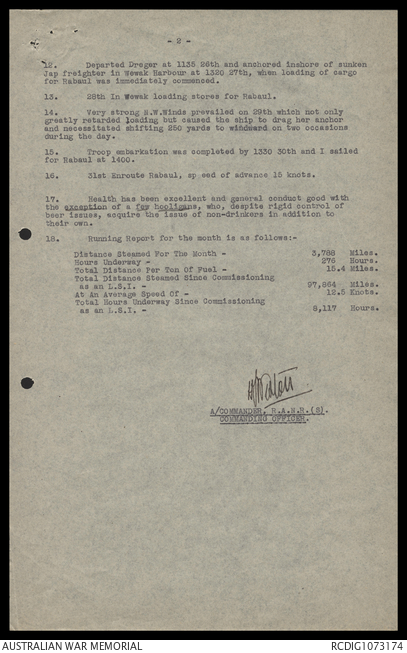 - 2 -
12. Departed Dreger at 1135 26th and anchored inshore of sunken
Jap freighter in Wewak Harbour at 1320 27th, when loading of cargo
for Rabaul was immediately commenced.
13. 28th In Wewak loading stores for Rabaul.
14. Very strong N.W.Winds prevailed on 29th which not only
greatly retarded loading but caused the ship to drag her anchor
and necessitated shifting 250 yards to windward on two occasions
during the day.
15. Troop embarkation was completed by 1330 30th and I sailed
for Rabaul at 1400.
16. 31st Enroute Rabaul, speed of advance 15 knots.
17. Health has been excellent and general conduct good with
the exception of a few hooligans, who, despite rigid control of
beer issues, acquire the issue of non-drinkers in addition to
their own.
18. Running Report for the month is as follows:-
Distance Steamed For The Month - 3,788 Miles.
Hours Underway - 276 Hours.
Total Distance Per Ton Of Fuel - 15.4 Miles.
Total Distance Steamed Since Commissioning
as an L.S.I. - 97,864 Miles.
At An Average Speed Of - 12.5 Knots.
Total Hours Underway Since Commissioning
as an L.S.I. - 8,117 Hours.
A/COMMANDER, R.A.N.R.(S).
COMMANDING OFFICER.
AUSTRALIAN WAR MEMORIAL
RCDIG1073174